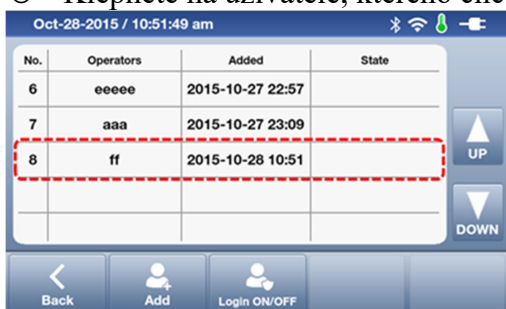 Oct-28-2015 / 10:51:49 am
No. Operators Added State
6 eeeee 2015-10-27 22:57
7 aaa 2015-10-27 23:09
8 ff 2015-10-28 10:51
UP
DOWN
Back Add Login ON/OFF